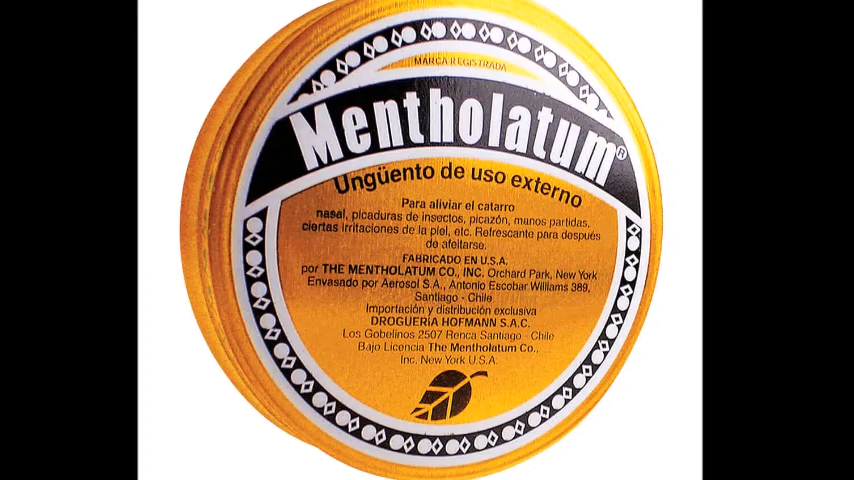 MARCA REGISTRADA
Mentholatum®
Ungüento de uso externo
Para aliviar el catarro
nasal, picaduras de insectos, picazón, manos partidas,
ciertas irritaciones de la piel, etc. Refrescante para después
de afeitarse.
FABRICADO EN U.S.A.
por THE MENTHOLATUM CO., INC. Orchard Park, New York
Envasado por Aerosol S.A., Antonio Escobar Williams 389,
Santiago - Chile
Importación y distribución exclusiva
DROGUERIA HOFMANN S.A.C.
Los Gobelinos 2507 Renca Santiago - Chile
Bajo Licencia The Mentholatum Co.,
Inc. New York U.S.A.